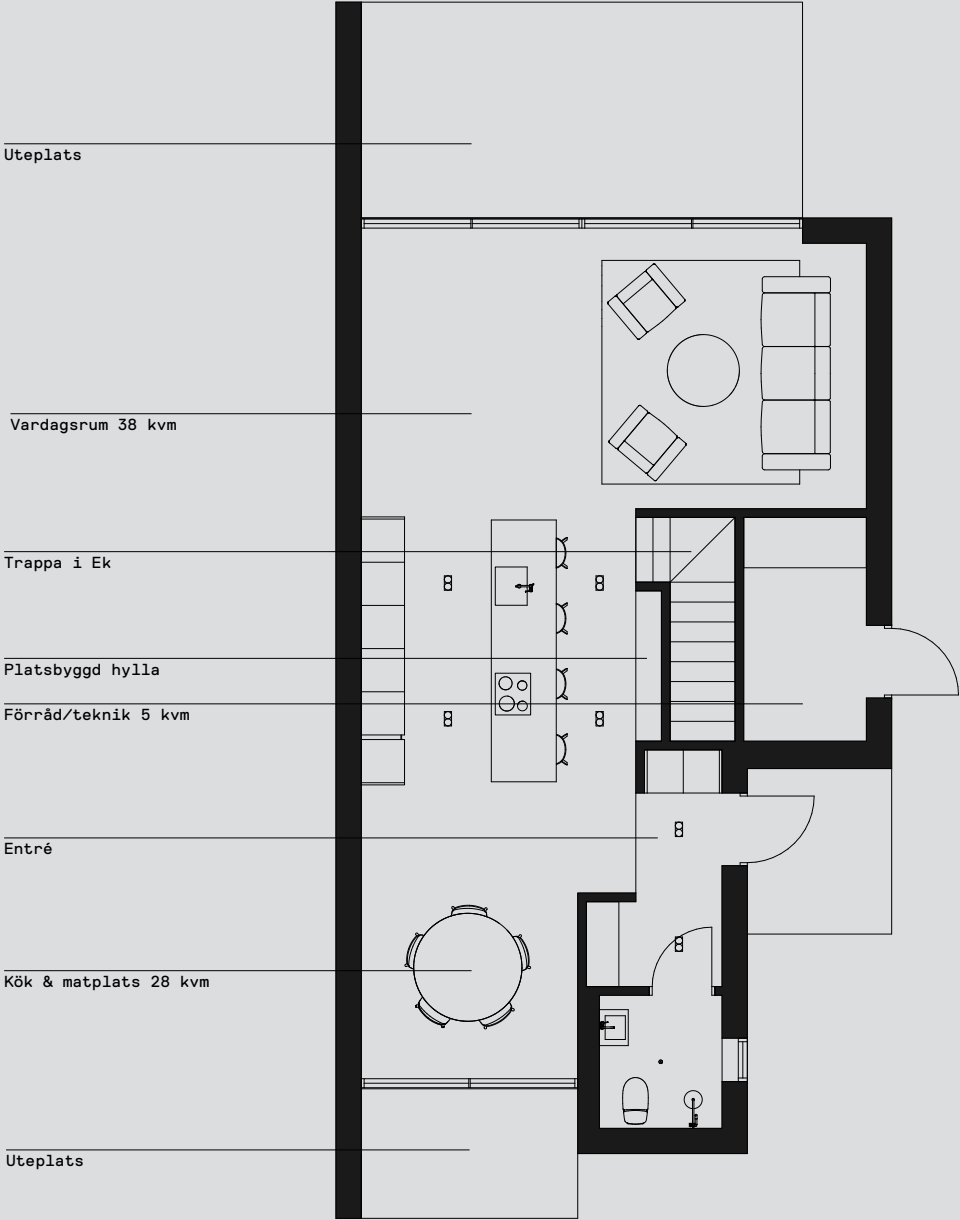 Uteplats
Vardagsrum 38 kvm
Trappa i Ek
Platsbyggd hylla
Förråd/teknik 5 kvm
Entré
Kök & matplats 28 kvm
Uteplats